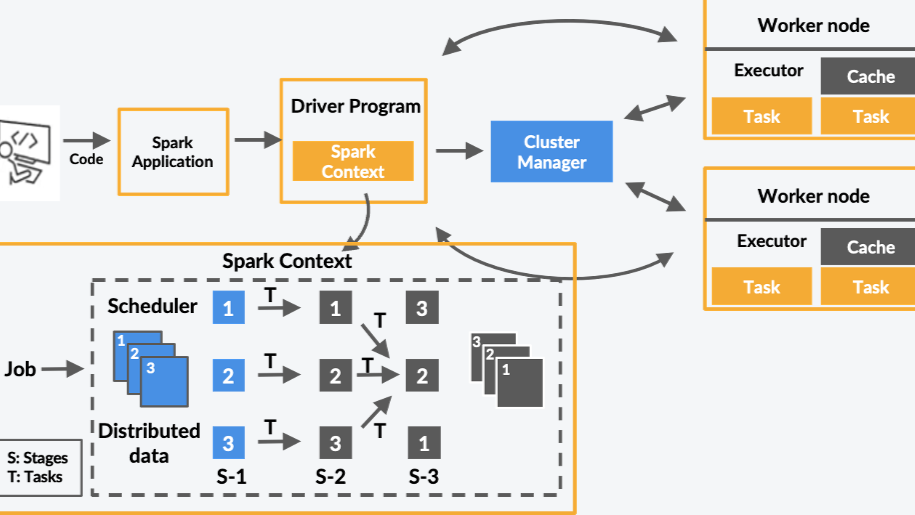 Code
Spark
Application
Driver Program
Spark
Context
Cluster
Manager
Worker node
Executor
Cache
Task
Task
Worker node
Executor
Cache
Task
Task
Spark Context
Scheduler
1
2
3
Distributed
data
Job
S: Stages
T: Tasks
1
T
1
T
3
2
T
2
T
2
3
T
3
T
1
S-1
S-2
S-3
3
2
1